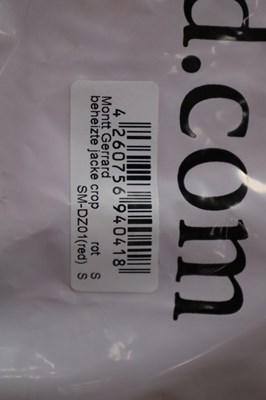 d.com
4 260756 940418
Montt Gerrard
beheizte jacke crop rot S
SM-DZ01(red) S